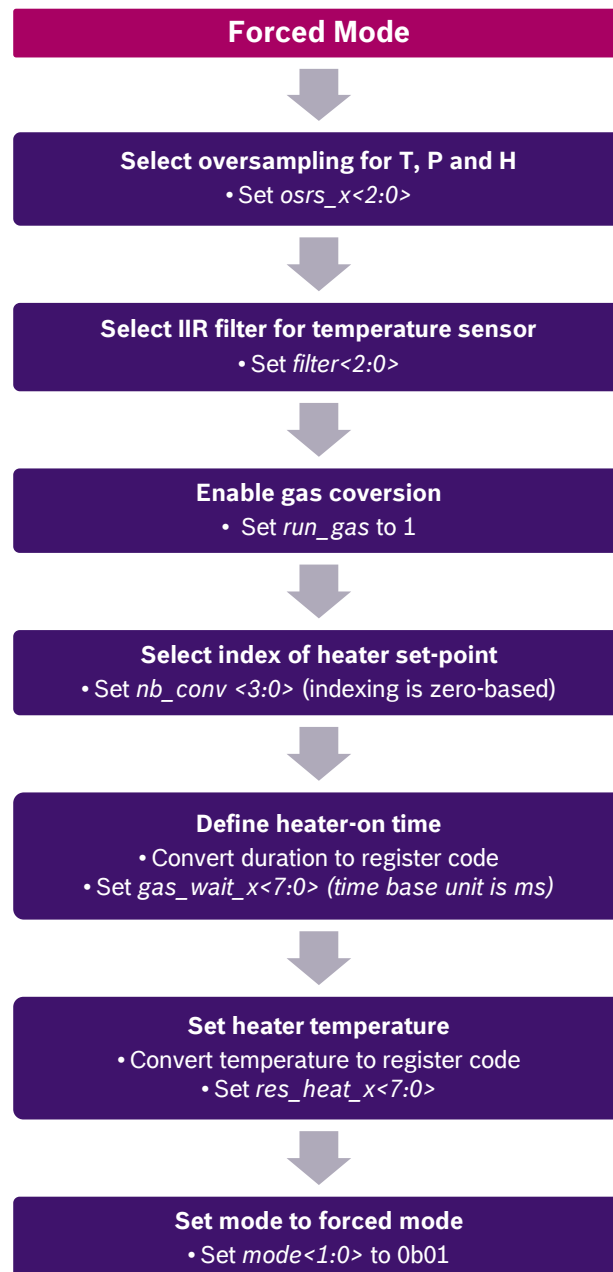 Forced Mode
Select oversampling for T, P and H
• Set osrs_x<2:0>
Select IIR filter for temperature sensor
• Set filter<2:0>
Enable gas coversion
• Set run_gas to 1
Select index of heater set-point
• Set nb_conv <3:0> (indexing is zero-based)
Define heater-on time
• Convert duration to register code
• Set gas_wait_x<7:0> (time base unit is ms)
Set heater temperature
• Convert temperature to register code
• Set res_heat_x<7:0>
Set mode to forced mode
• Set mode<1:0> to 0b01